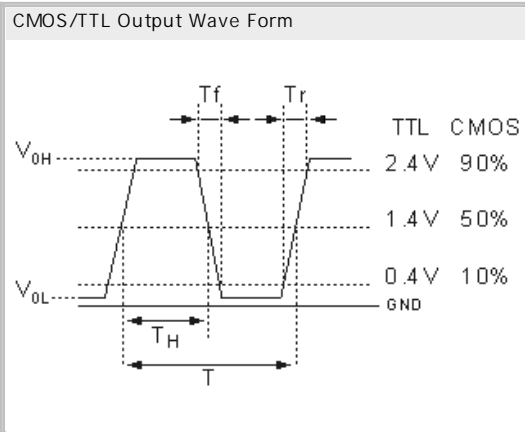 CMOS/TTL Output Wave Form
Tf Tr
TTL CMOS
V0H 2.4V 90%
1.4V 50%
0.4V 10%
V0L GND
TH
T